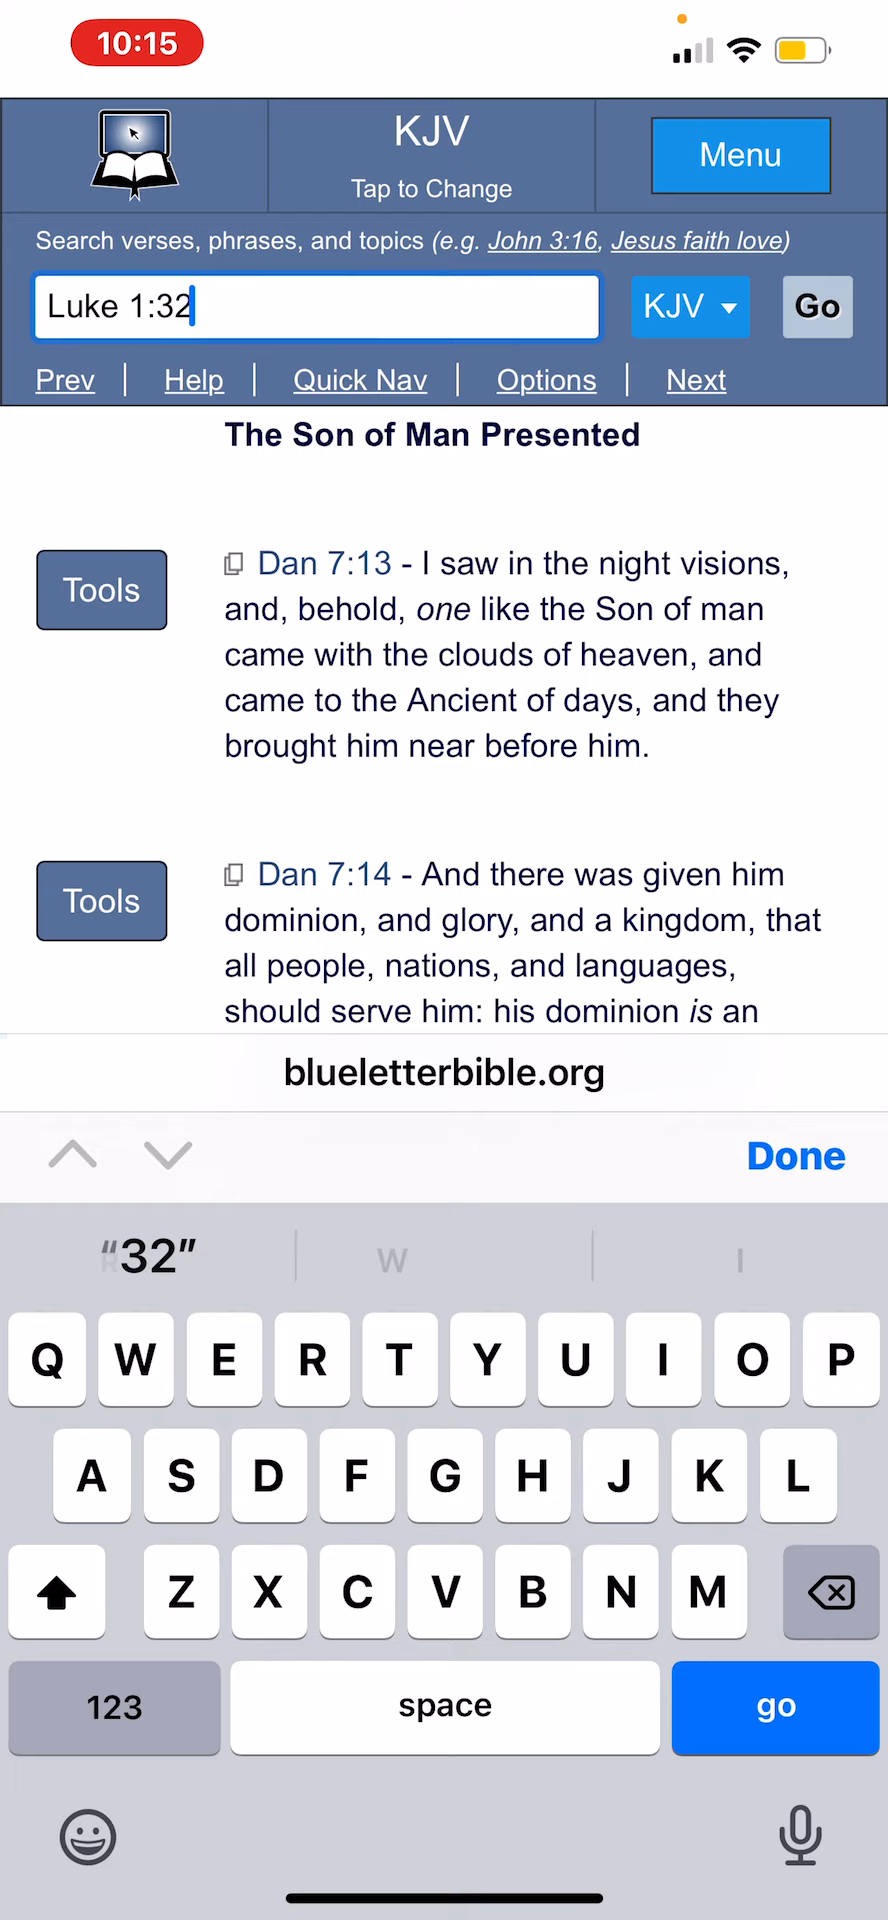 10:15
KJV
Tap to Change
Menu
Search verses, phrases, and topics (e.g. John 3:16, Jesus faith love)
Luke 1:32
KJV
Go
Prev | Help | Quick Nav | Options | Next
The Son of Man Presented
Tools
Dan 7:13 - I saw in the night visions,
and, behold, one like the Son of man
came with the clouds of heaven, and
came to the Ancient of days, and they
brought him near before him.
Tools
Dan 7:14 - And there was given him
dominion, and glory, and a kingdom, that
all people, nations, and languages,
should serve him: his dominion is an
blueletterbible.org
Done
“32” W I
Q W E R T Y U I O P
A S D F G H J K L
Z X C V B N M
123 space go